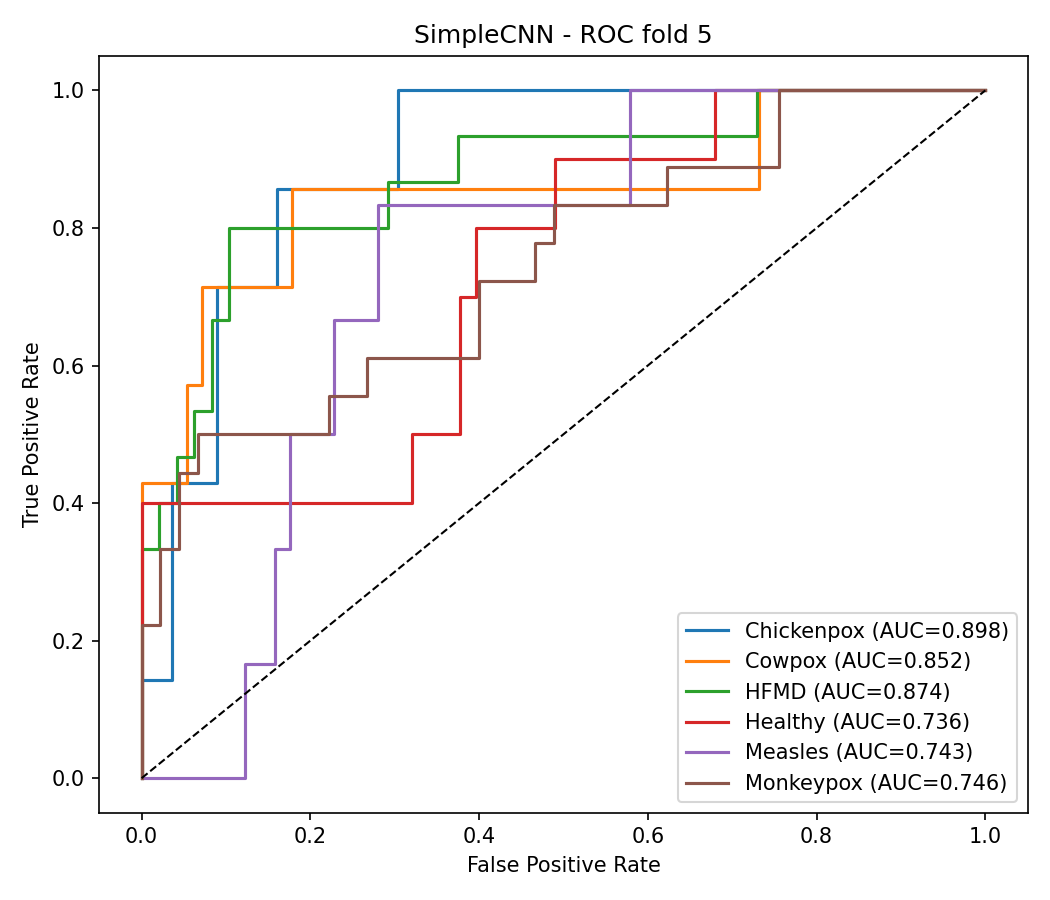 SimpleCNN - ROC fold 5
True Positive Rate
1.0
0.8
0.6
0.4
0.2
0.0
Chickenpox (AUC=0.898)
Cowpox (AUC=0.852)
HFMD (AUC=0.874)
Healthy (AUC=0.736)
Measles (AUC=0.743)
Monkeypox (AUC=0.746)
0.0 0.2 0.4 0.6 0.8 1.0
False Positive Rate